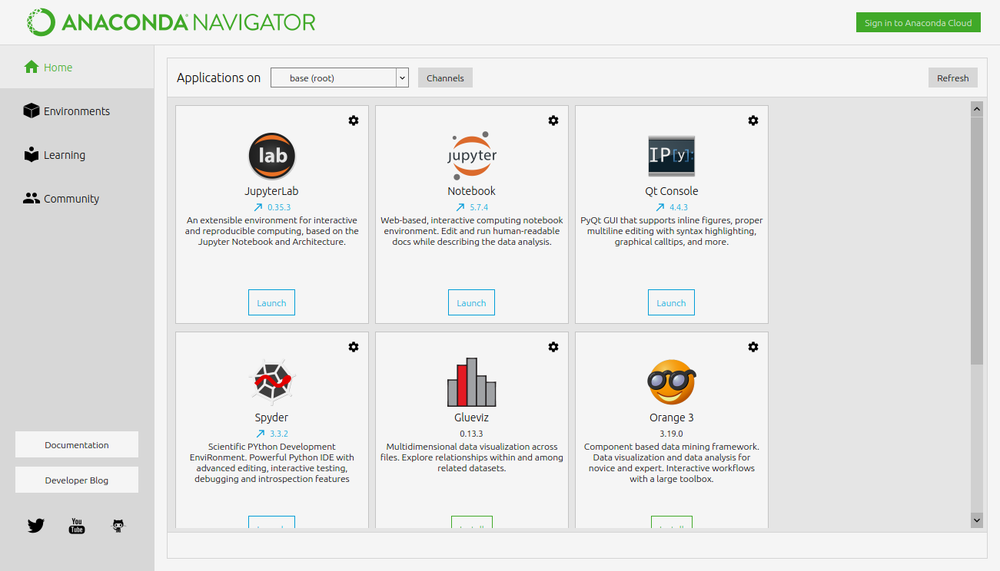 ANACONDA NAVIGATOR
Sign in to Anaconda Cloud
Home
Environments
Learning
Community
Documentation
Developer Blog
You
Tube
Applications on
base (root)
Channels
Refresh
lab
JupyterLab
0.35.3
An extensible environment for interactive
and reproducible computing, based on the
Jupyter Notebook and Architecture.
Launch
jupyter
Notebook
5.7.4
Web-based, interactive computing notebook
environment. Edit and run human-readable
docs while describing the data analysis.
Launch
IP[y]:
Qt Console
4.4.3
PyQt GUI that supports inline figures, proper
multiline editing with syntax highlighting,
graphical calltips, and more.
Launch
Spyder
3.3.2
Scientific PYthon Development
EnviRonment. Powerful Python IDE with
advanced editing, interactive testing,
debugging and introspection features
Glueviz
0.13.3
Multidimensional data visualization across
files. Explore relationships within and among
related datasets.
Orange 3
3.19.0
Component based data mining framework.
Data visualization and data analysis for
novice and expert. Interactive workflows
with a large toolbox.